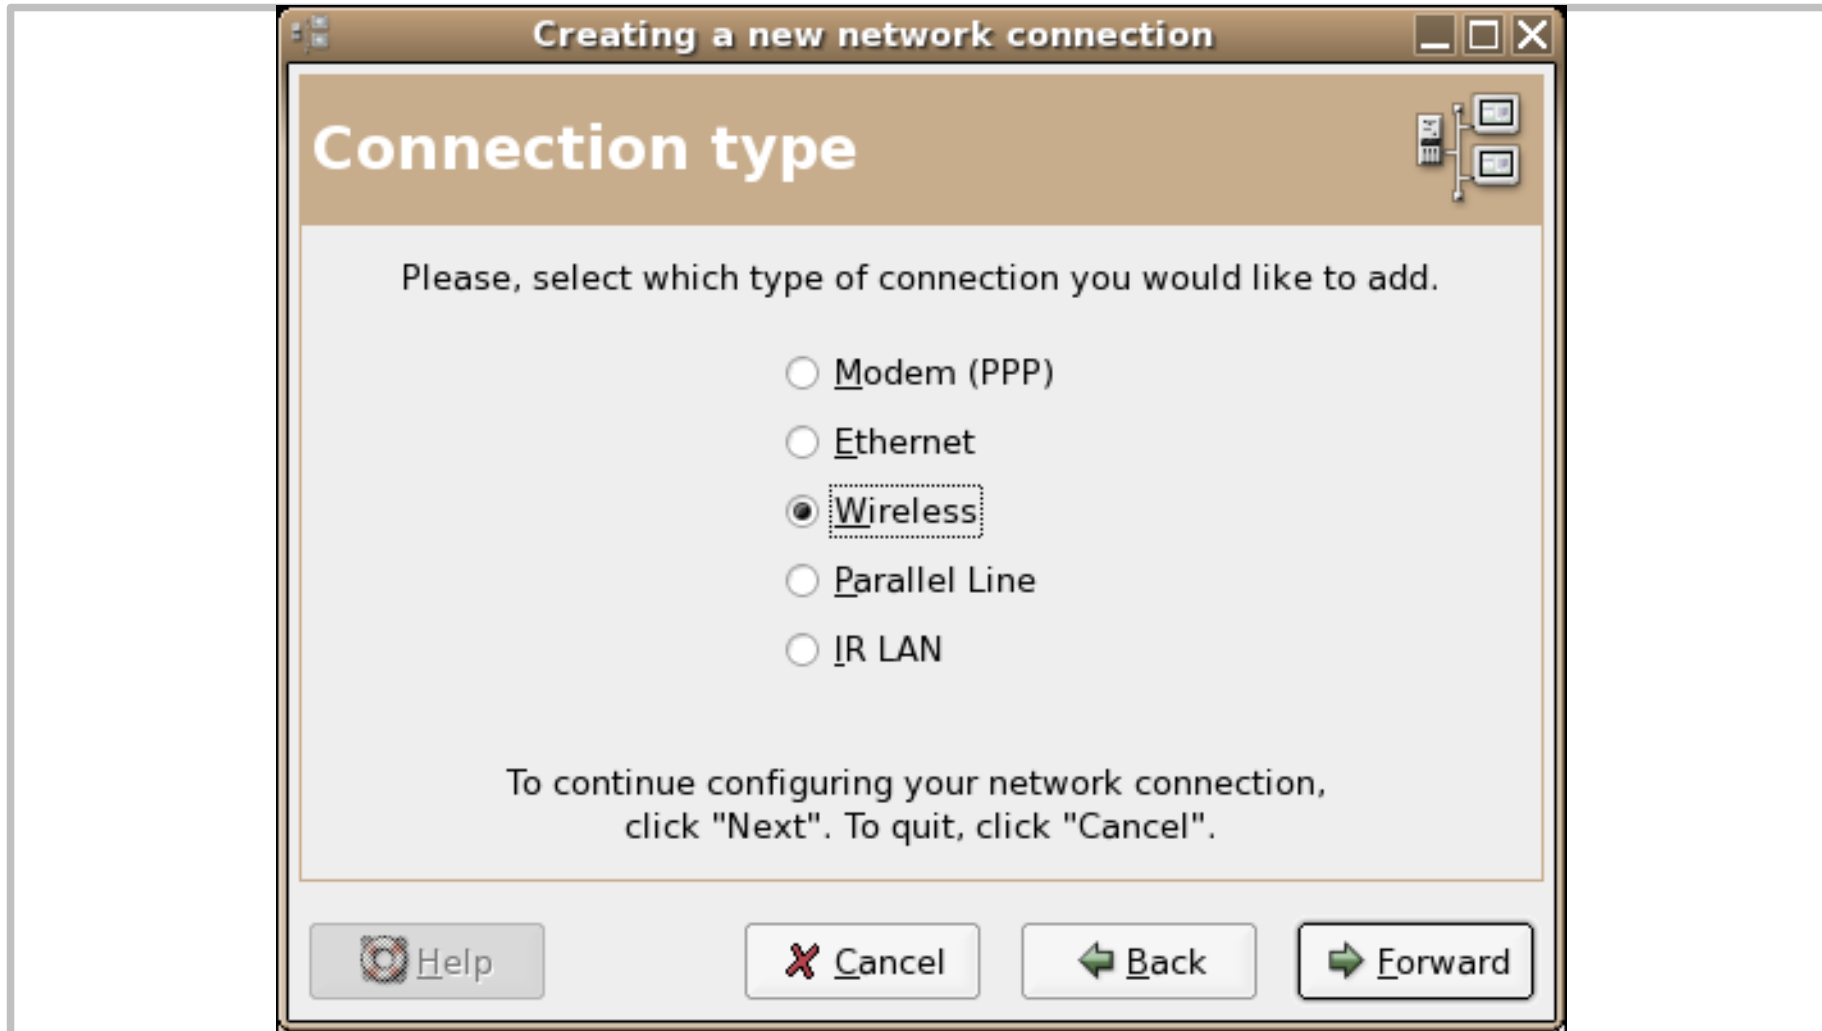 Creating a new network connection
Connection type
Please, select which type of connection you would like to add.
Modem (PPP)
Ethernet
Wireless
Parallel Line
IR LAN
To continue configuring your network connection,
click "Next". To quit, click "Cancel".
Help
Cancel
Back
Forward